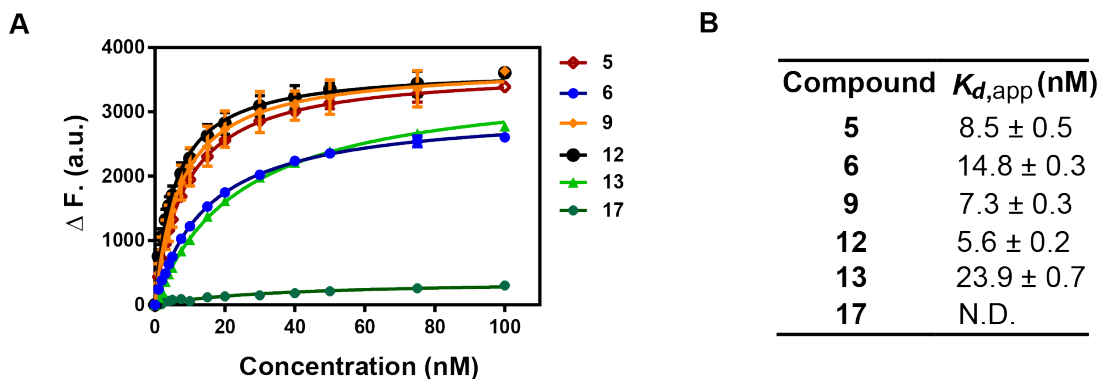 A
4000
3000
2000
1000
0
Δ F. (a.u.)
0 20 40 60 80 100
Concentration (nM)
5
6
9
12
13
17
B
Compound Kd,app (nM)
5 8.5 ± 0.5
6 14.8 ± 0.3
9 7.3 ± 0.3
12 5.6 ± 0.2
13 23.9 ± 0.7
17 N.D.